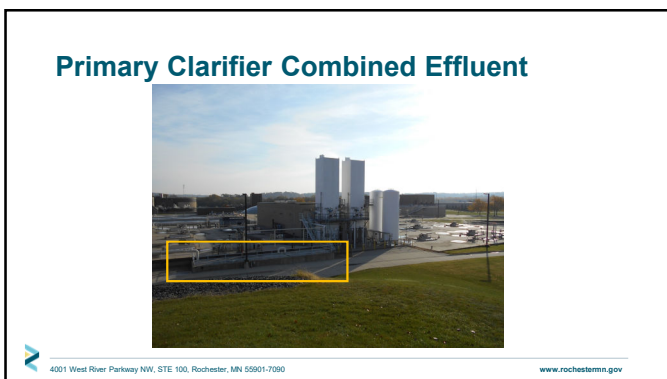 Primary Clarifier Combined Effluent
4001 West River Parkway NW, STE 100, Rochester, MN 55901-7090
www.rochestermn.gov